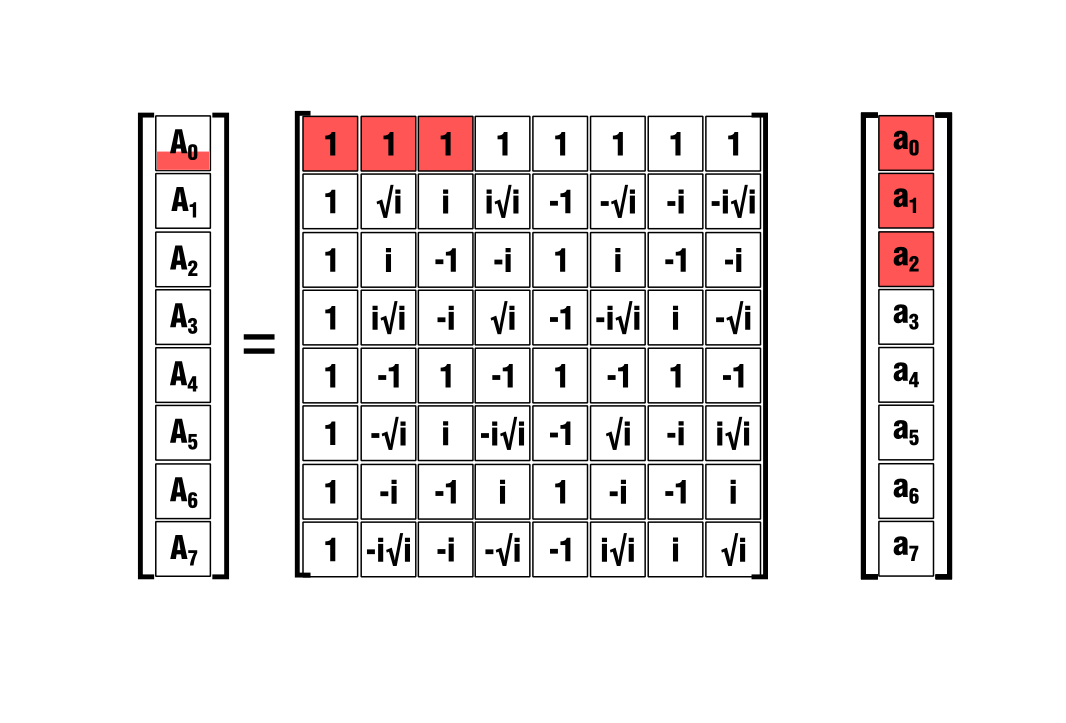 A₀ 1 1 1 1 1 1 1 1 a₀
A₁ 1 √i i i√i -1 -√i -i -i√i a₁
A₂ 1 i -1 -i 1 i -1 -i a₂
A₃ 1 i√i -i √i -1 -i√i i -√i a₃
=
A₄ 1 -1 1 -1 1 -1 1 -1 a₄
A₅ 1 -√i i -i√i -1 √i -i i√i a₅
A₆ 1 -i -1 i 1 -i -1 i a₆
A₇ 1 -i√i -i -√i -1 i√i i √i a₇